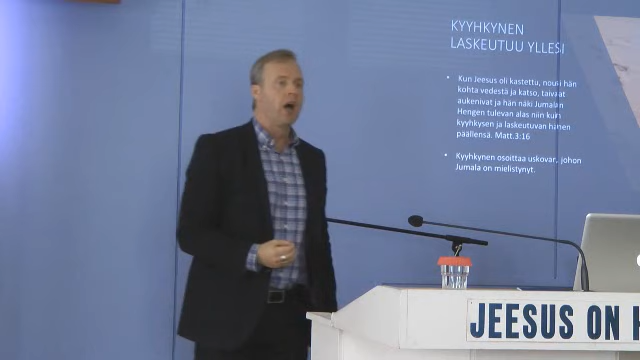 KYYHKYNEN
LASKEUTUU YLLESI
• Kun Jeesus oli kastettu, nousi hän
kohta vedestä ja katso, taivaat
aukenivat ja hän näki Jumalan
Hengen tulevan alas niin kuin
kyyhkysen ja laskeutuvan hänen
päällensä. Matt.3:16
• Kyyhkynen osoittaa uskovat, johon
Jumala on mielistynyt.
JEESUS ON H